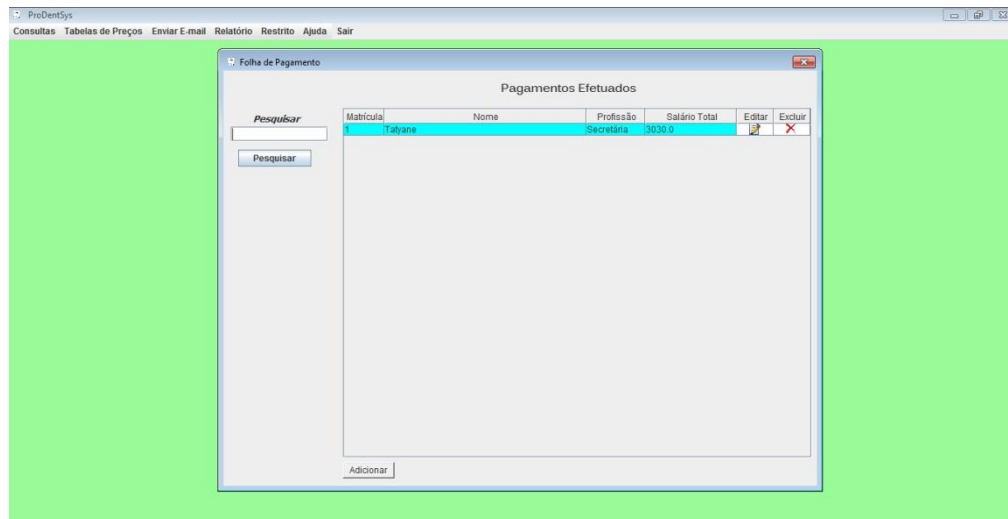 ProDentSys
Consultas Tabelas de Preços Enviar E-mail Relatório Restrito Ajuda Sair
Folha de Pagamento
Pagamentos Efetuados
Pesquisar
Pesquisar
Matrícula Nome Profissão Salário Total Editar Excluir
1 Tatyane Secretária 3030.0
Adicionar